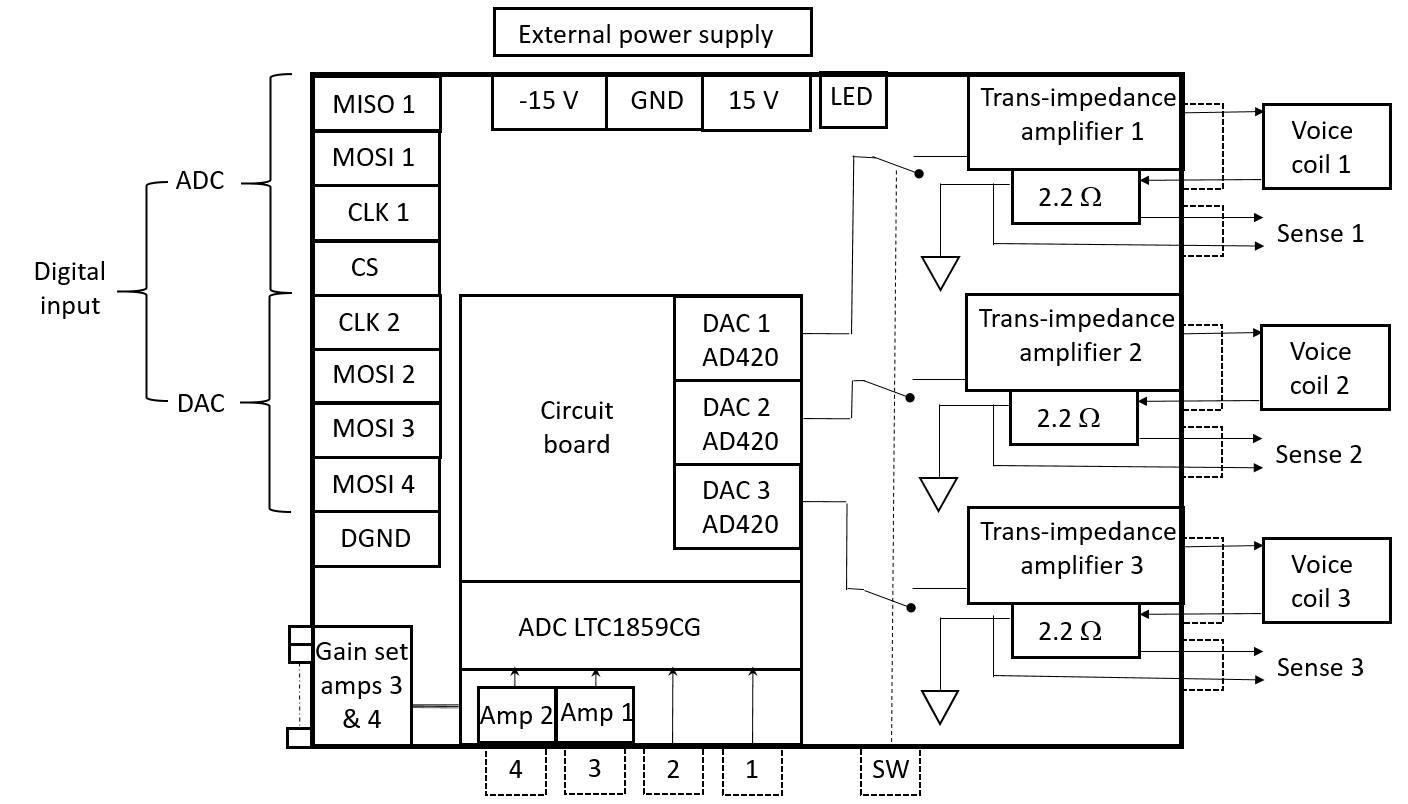 External power supply
-15 V
GND
15 V
LED
MISO 1
MOSI 1
CLK 1
CS
CLK 2
MOSI 2
MOSI 3
MOSI 4
DGND
ADC
DAC
Digital
input
Gain set
amps 3
& 4
Circuit
board
DAC 1
AD420
DAC 2
AD420
DAC 3
AD420
ADC LTC1859CG
Amp 2
Amp 1
4
3
2
1
SW
Trans-impedance
amplifier 1
2.2 Ω
Voice
coil 1
Sense 1
Trans-impedance
amplifier 2
2.2 Ω
Voice
coil 2
Sense 2
Trans-impedance
amplifier 3
2.2 Ω
Voice
coil 3
Sense 3